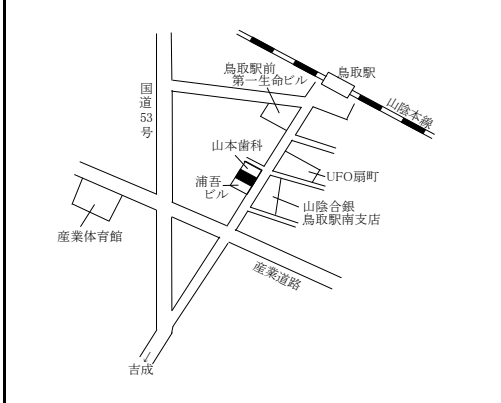 鳥取駅
山陰本線
鳥取駅前
第一生命ビル
国道53号
山本歯科
浦吾
ビル
UFO扇町
山陰合銀
鳥取駅南支店
産業体育館
産業道路
吉成